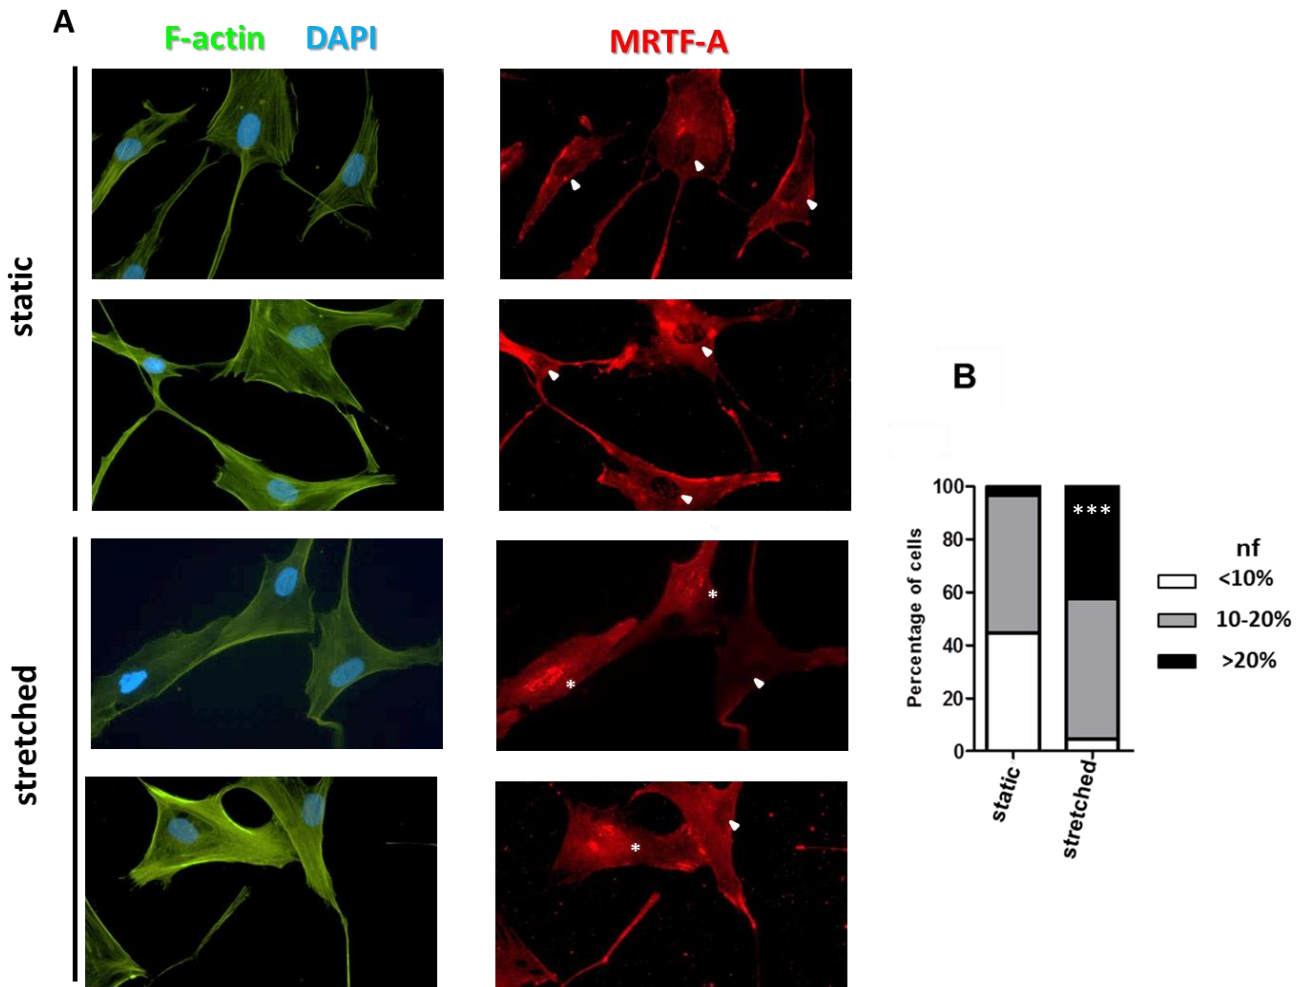 A
F-actin DAPI
MRTF-A
static
*
*
stretched
*
B
100
80
60
40
20
0
Percentage of cells
***
static
stretched
nf
<10%
10-20%
>20%